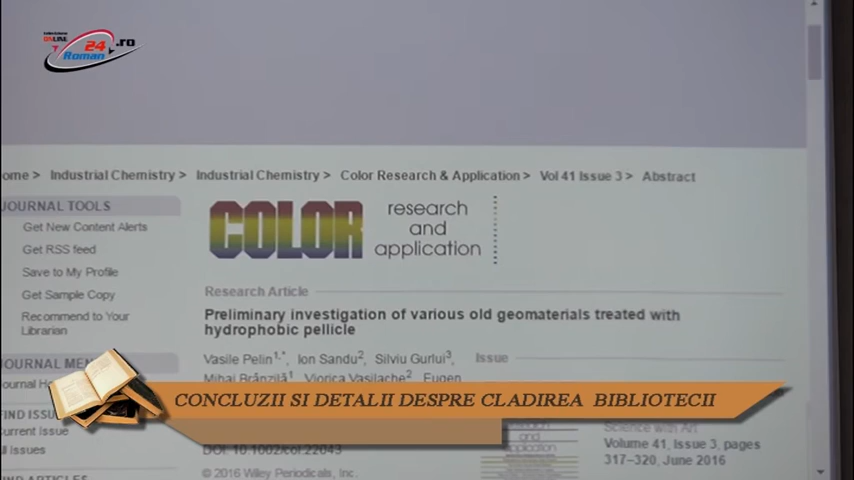 ONLINE
Roman 24 .ro
ome > Industrial Chemistry > Industrial Chemistry > Color Research & Application > Vol 41 Issue 3 > Abstract
JOURNAL TOOLS
Get New Content Alerts
Get RSS feed
Save to My Profile
Get Sample Copy
Recommend to Your
Librarian
JOURNAL MEN
ournal Ho
FIND ISSU
Current Issue
ll issues
COLOR
research
and
application
Research Article
Preliminary investigation of various old geomaterials treated with
hydrophobic pellicle
Vasile Pelin1,*, Ion Sandu2, Silviu Gurlui3,
Mihai Brânzilă1, Viorica Vasilache2, Eugen
DOI: 10.1002/col.22043
© 2016 Wiley Periodicals, Inc.
Issue
Science with Art
Volume 41, Issue 3, pages
317–320, June 2016
CONCLUZII SI DETALII DESPRE CLADIREA BIBLIOTECII